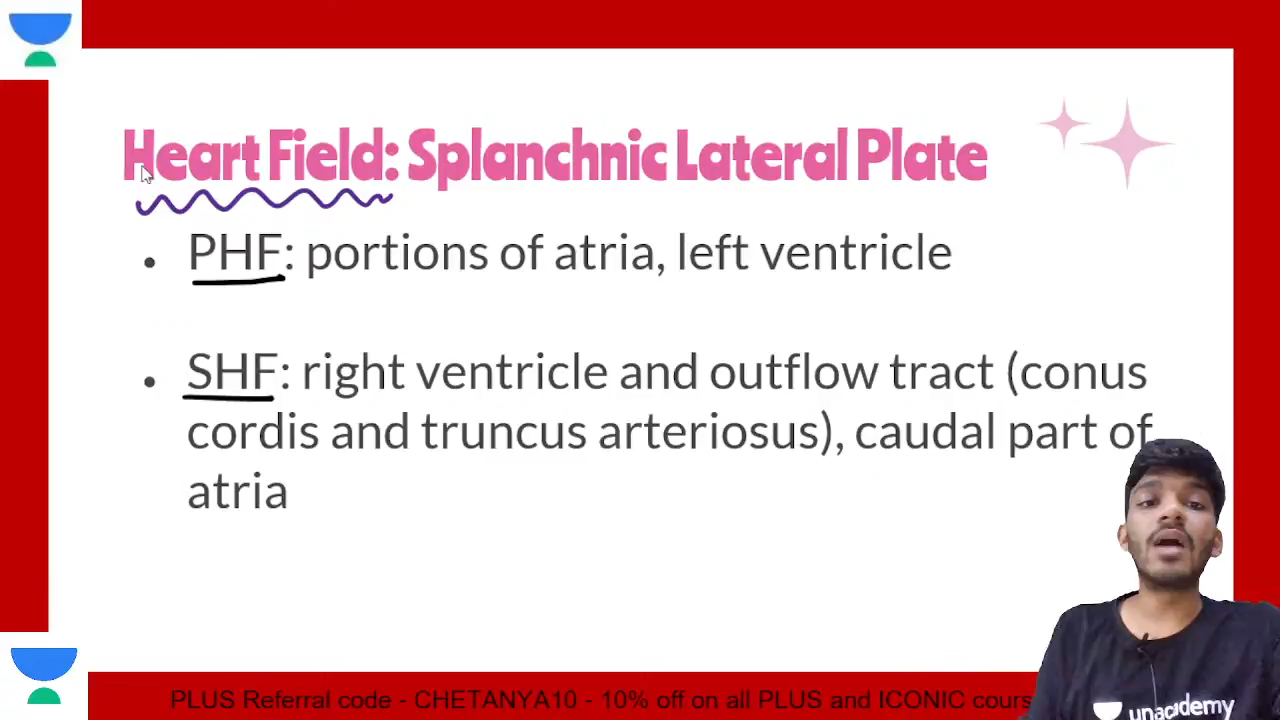 Heart Field: Splanchnic Lateral Plate
• PHF: portions of atria, left ventricle
• SHF: right ventricle and outflow tract (conus
cordis and truncus arteriosus), caudal part of
atria
PLUS Referral code - CHETANYA10 - 10% off on all PLUS and ICONIC cours
unacademy